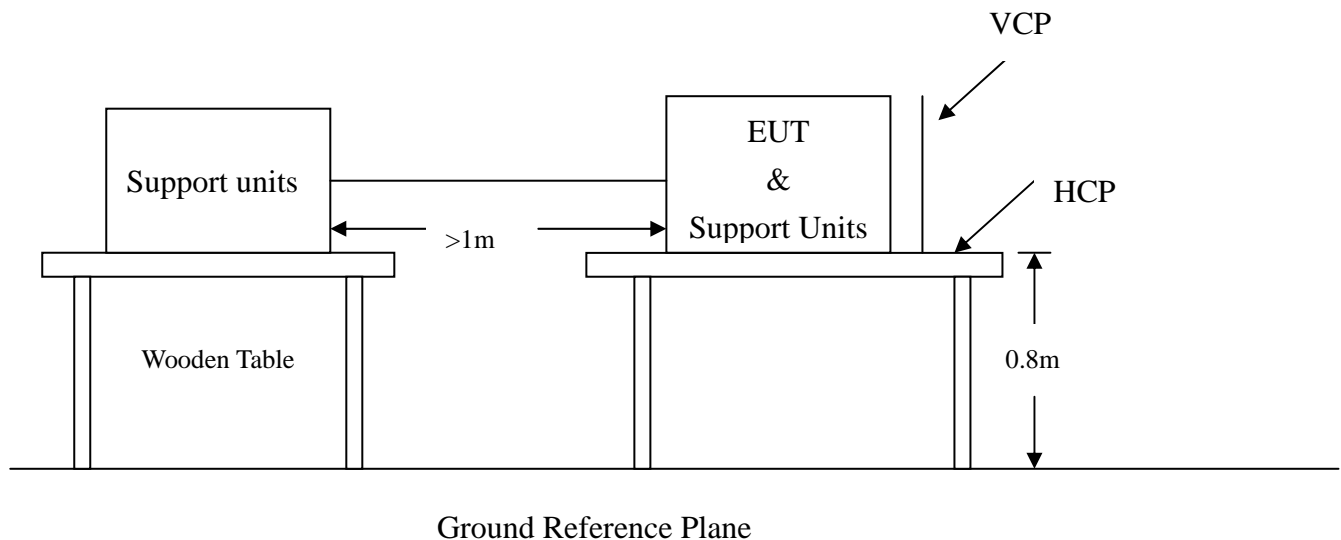 VCP
EUT
&
Support Units
Support units
HCP
>1m
Wooden Table
0.8m
Ground Reference Plane